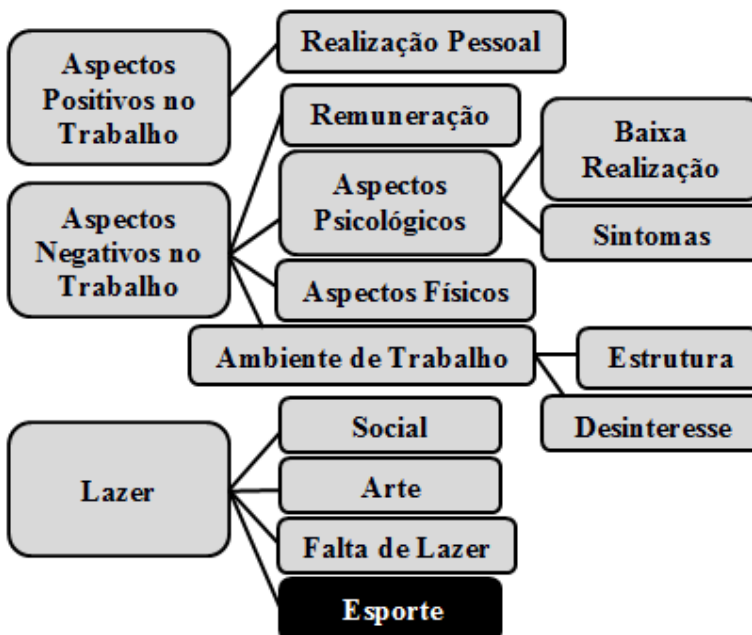 Aspectos
Positivos no
Trabalho
Realização Pessoal
Aspectos
Negativos no
Trabalho
Remuneração
Aspectos
Psicológicos
Baixa
Realização
Sintomas
Aspectos Físicos
Ambiente de Trabalho
Estrutura
Desinteresse
Lazer
Social
Arte
Falta de Lazer
Esporte